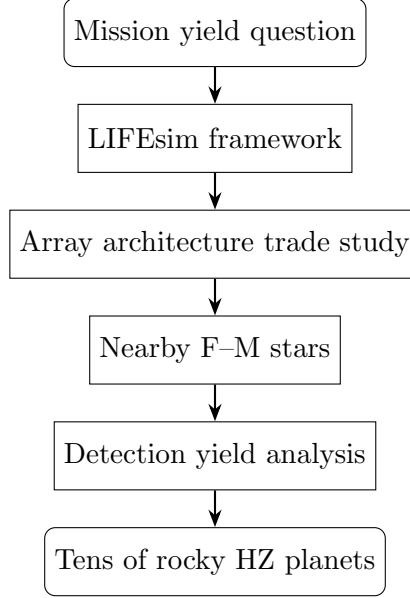 Mission yield question
LIFEsim framework
Array architecture trade study
Nearby F–M stars
Detection yield analysis
Tens of rocky HZ planets